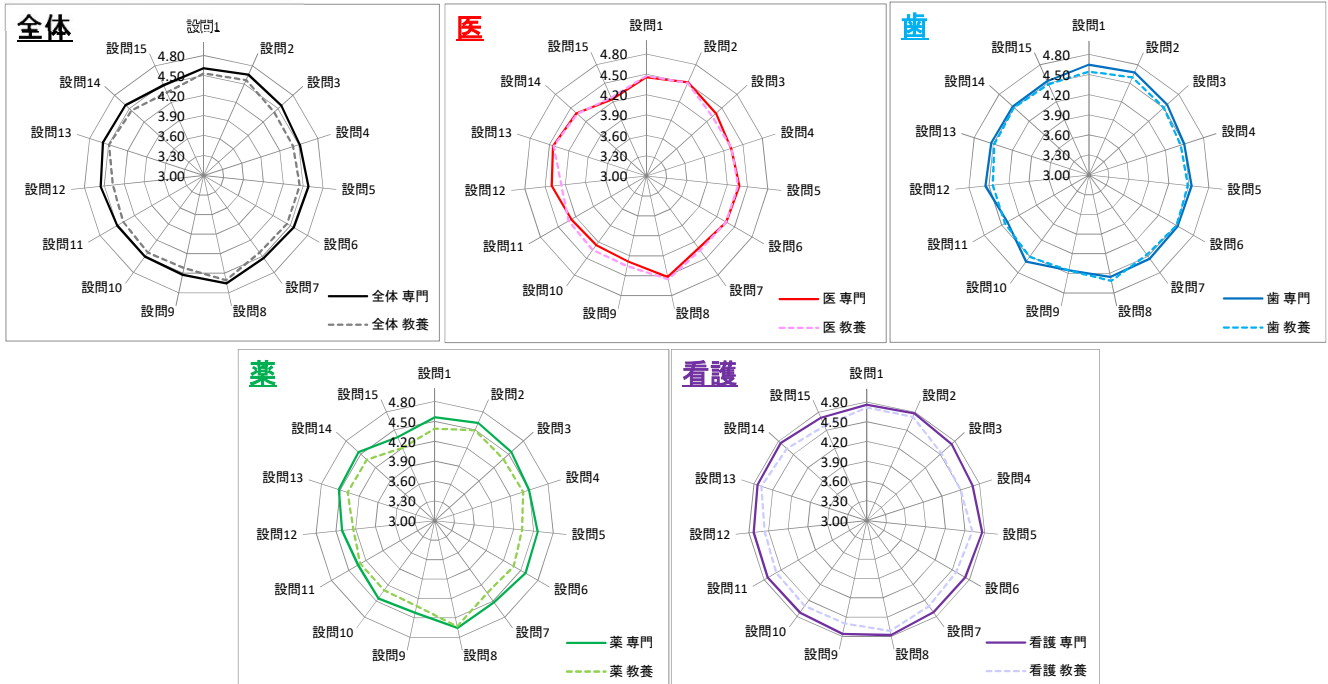 全体
設問1
設問2
設問3
設問4
設問5
設問6
設問7
設問8
設問9
設問10
設問11
設問12
設問13
設問14
設問15
4.80
4.50
4.20
3.90
3.60
3.30
3.00
全体 専門
全体 教養
医
設問1
設問2
設問3
設問4
設問5
設問6
設問7
設問8
設問9
設問10
設問11
設問12
設問13
設問14
設問15
4.80
4.50
4.20
3.90
3.60
3.30
3.00
医 専門
医 教養
歯
設問1
設問2
設問3
設問4
設問5
設問6
設問7
設問8
設問9
設問10
設問11
設問12
設問13
設問14
設問15
4.80
4.50
4.20
3.90
3.60
3.30
3.00
歯 専門
歯 教養
薬
設問1
設問2
設問3
設問4
設問5
設問6
設問7
設問8
設問9
設問10
設問11
設問12
設問13
設問14
設問15
4.80
4.50
4.20
3.90
3.60
3.30
3.00
薬 専門
薬 教養
看護
設問1
設問2
設問3
設問4
設問5
設問6
設問7
設問8
設問9
設問10
設問11
設問12
設問13
設問14
設問15
4.80
4.50
4.20
3.90
3.60
3.30
3.00
看護 専門
看護 教養